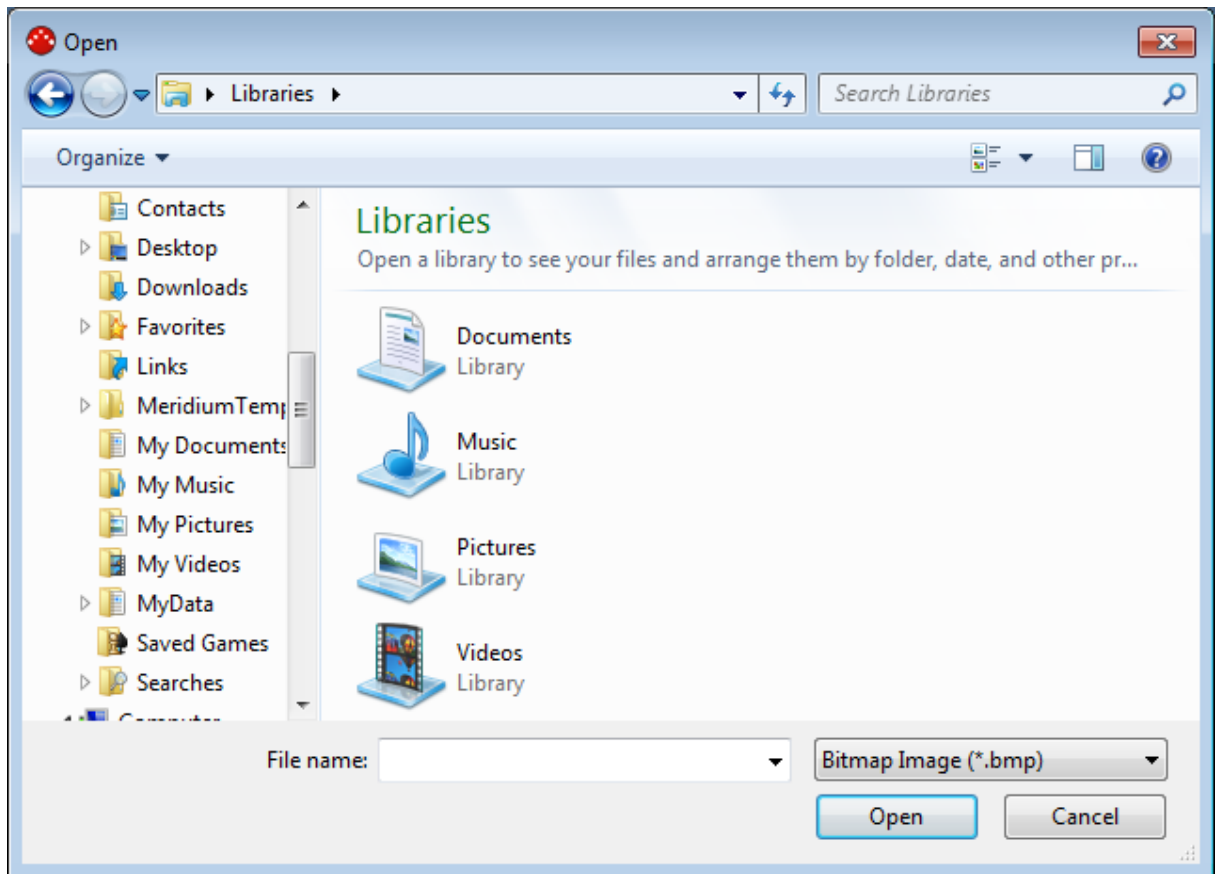 Open
Libraries
Search Libraries
Organize
Contacts
Desktop
Downloads
Favorites
Links
MeridiumTemp
My Documents
My Music
My Pictures
My Videos
MyData
Saved Games
Searches
Computer
Libraries
Open a library to see your files and arrange them by folder, date, and other pr...
Documents
Library
Music
Library
Pictures
Library
Videos
Library
File name:
Bitmap Image (*.bmp)
Open
Cancel